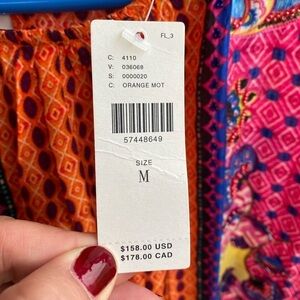 FL_3
C: 4110
V: 036068
S: 0000020
C: ORANGE MOT
57448649
SIZE
M
$158.00 USD
$178.00 CAD